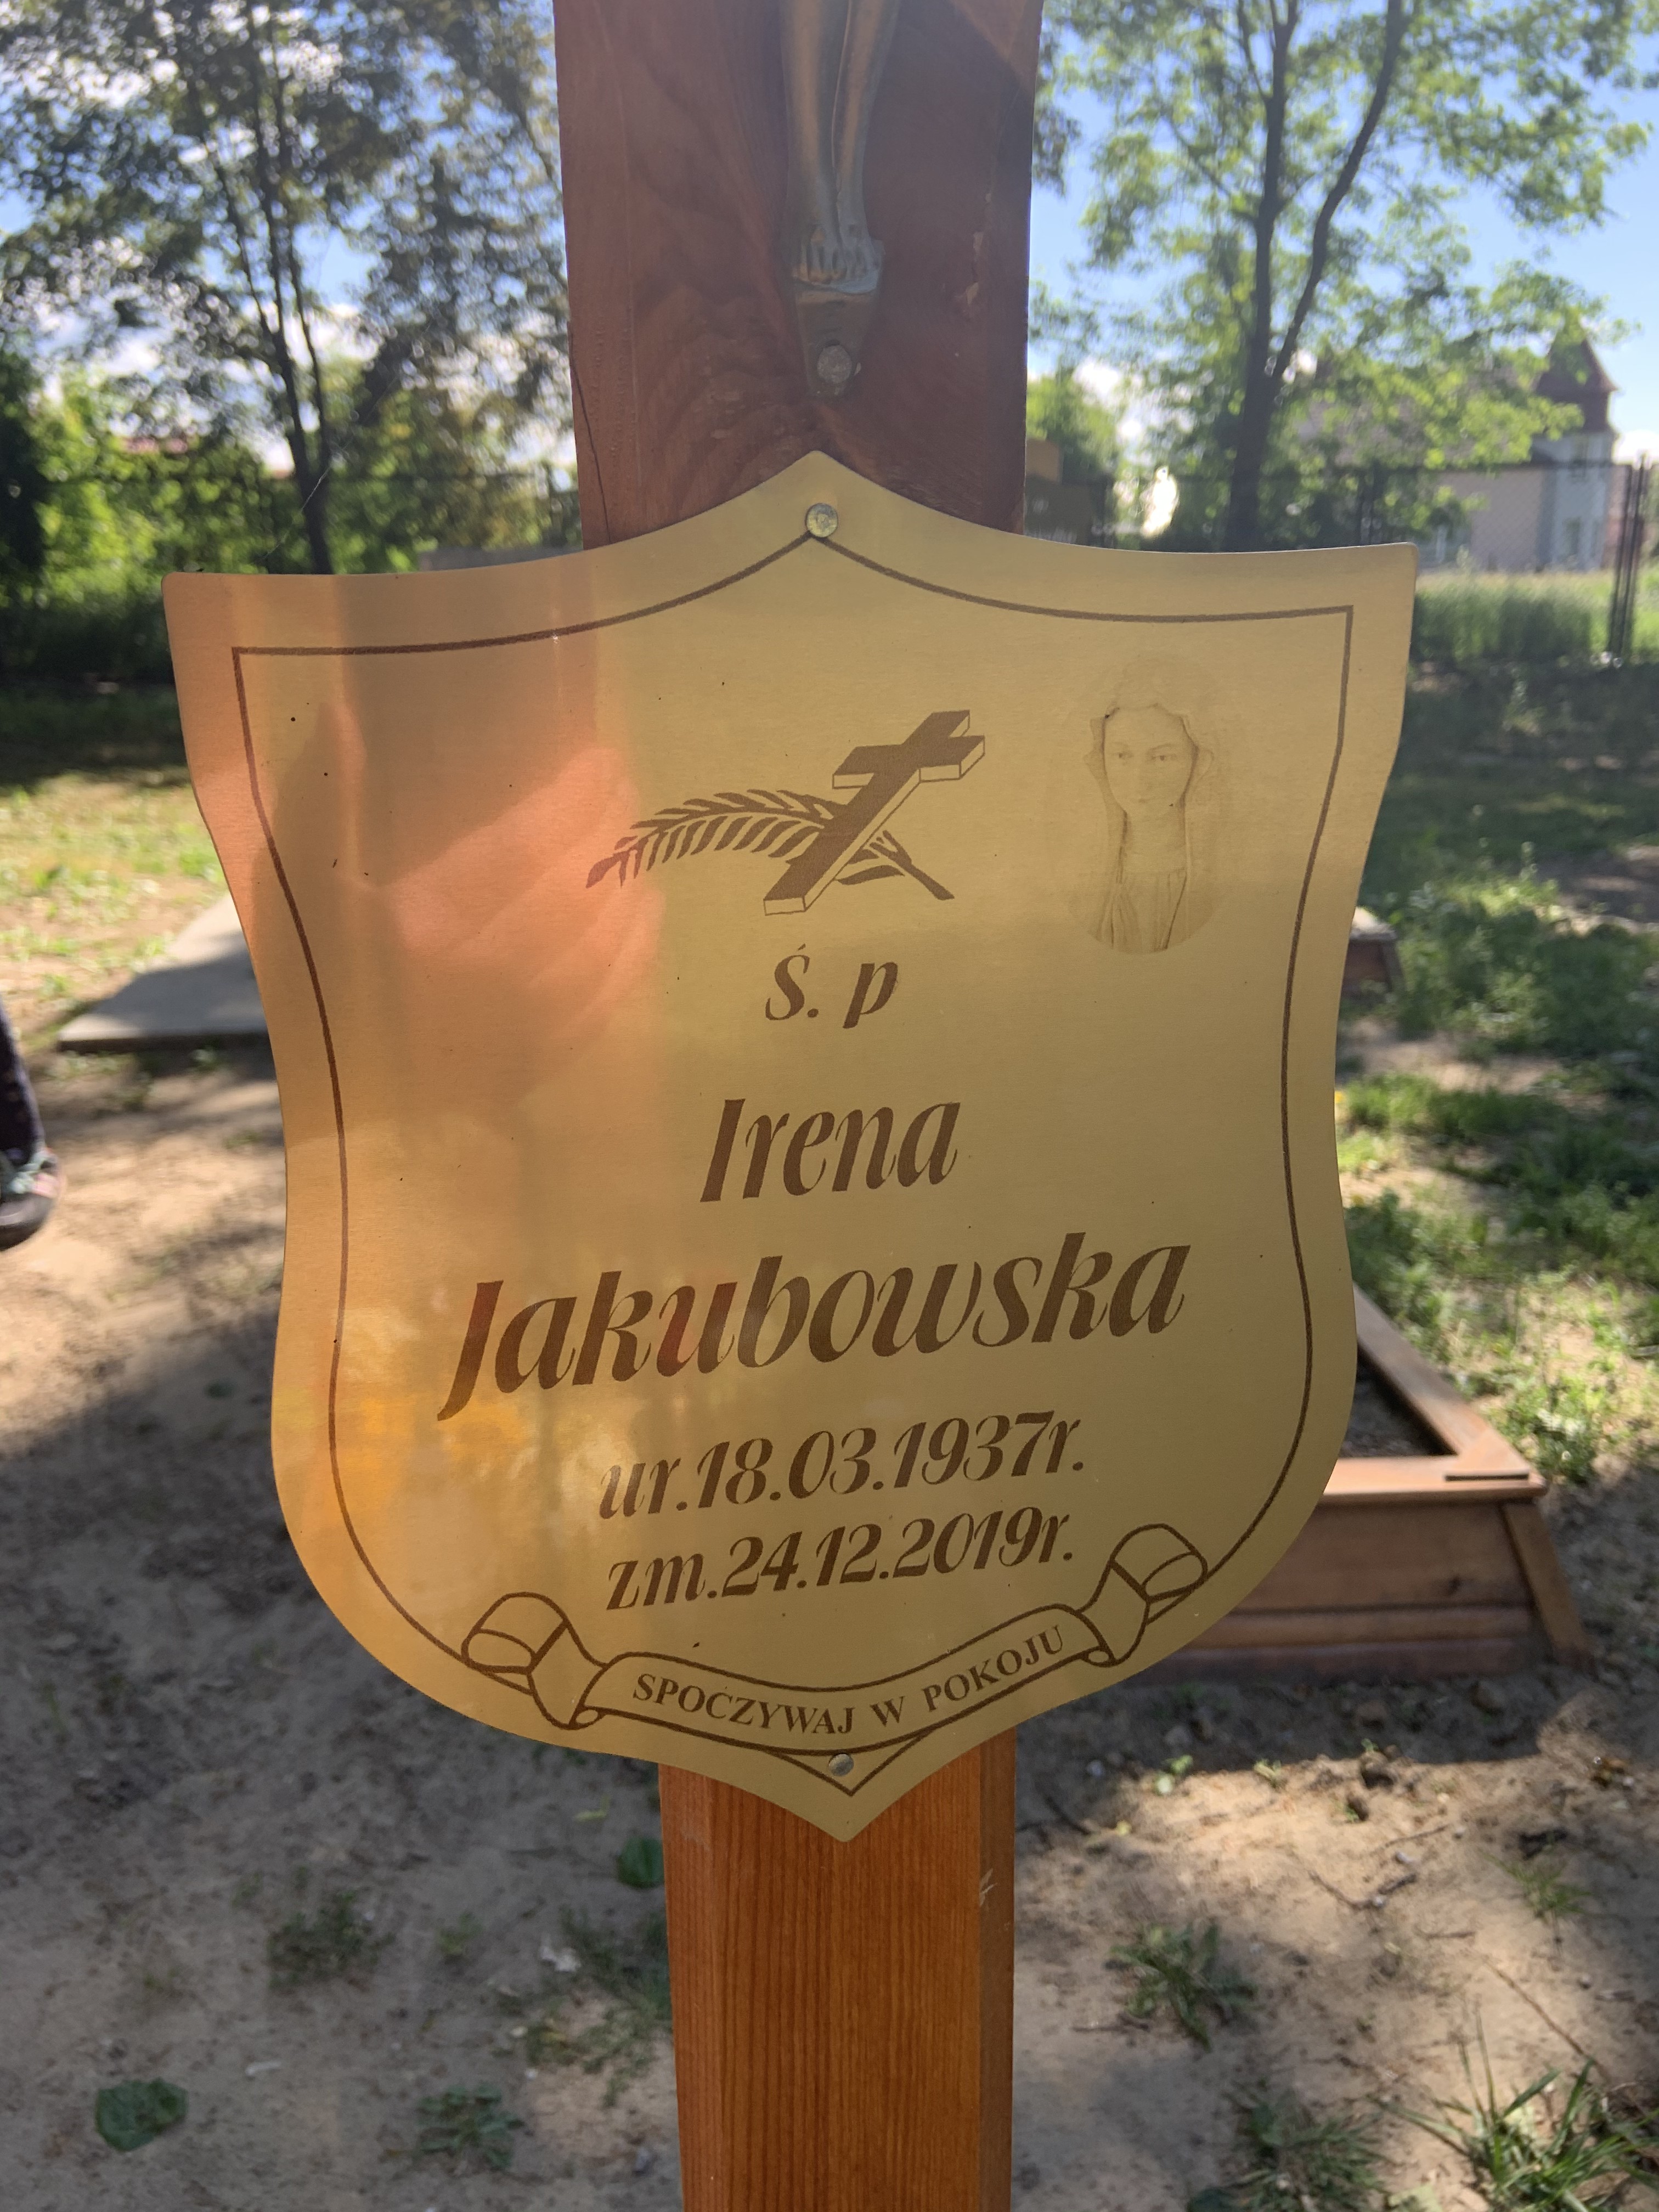 Ś. p
Irena
Jakubowska
ur.18.03.1937r.
zm.24.12.2019r.
SPOCZYWAJ W POKOJU